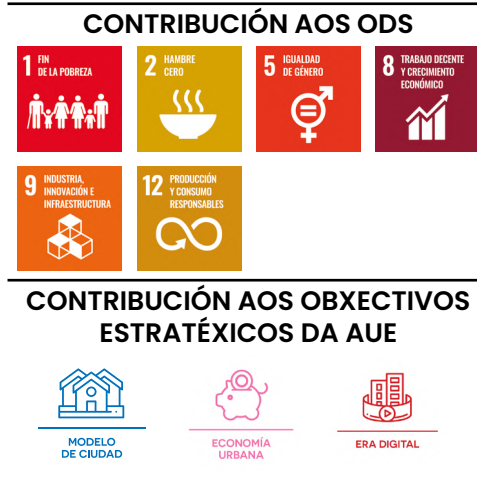 CONTRIBUCIÓN AOS ODS
1 FIN
DE LA POBREZA
2 HAMBRE
CERO
5 IGUALDAD
DE GÉNERO
8 TRABAJO DECENTE
Y CRECIMIENTO
ECONÓMICO
9 INDUSTRIA,
INNOVACIÓN E
INFRAESTRUCTURA
12 PRODUCCIÓN
Y CONSUMO
RESPONSABLES
CONTRIBUCIÓN AOS OBXECTIVOS
ESTRATÉXICOS DA AUE
MODELO
DE CIUDAD
ECONOMÍA
URBANA
ERA DIGITAL